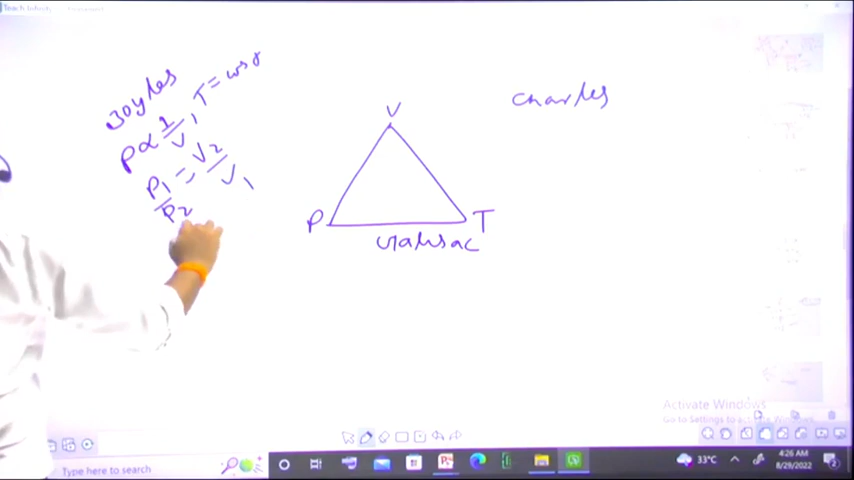 Boyles
P∝1/V, T=cost
P1/P2=V2/V1
V
P
T
Charles
Activate Windows
Go to Settings to activate Windows.
Type here to search
33°C
4:26 AM
8/29/2022